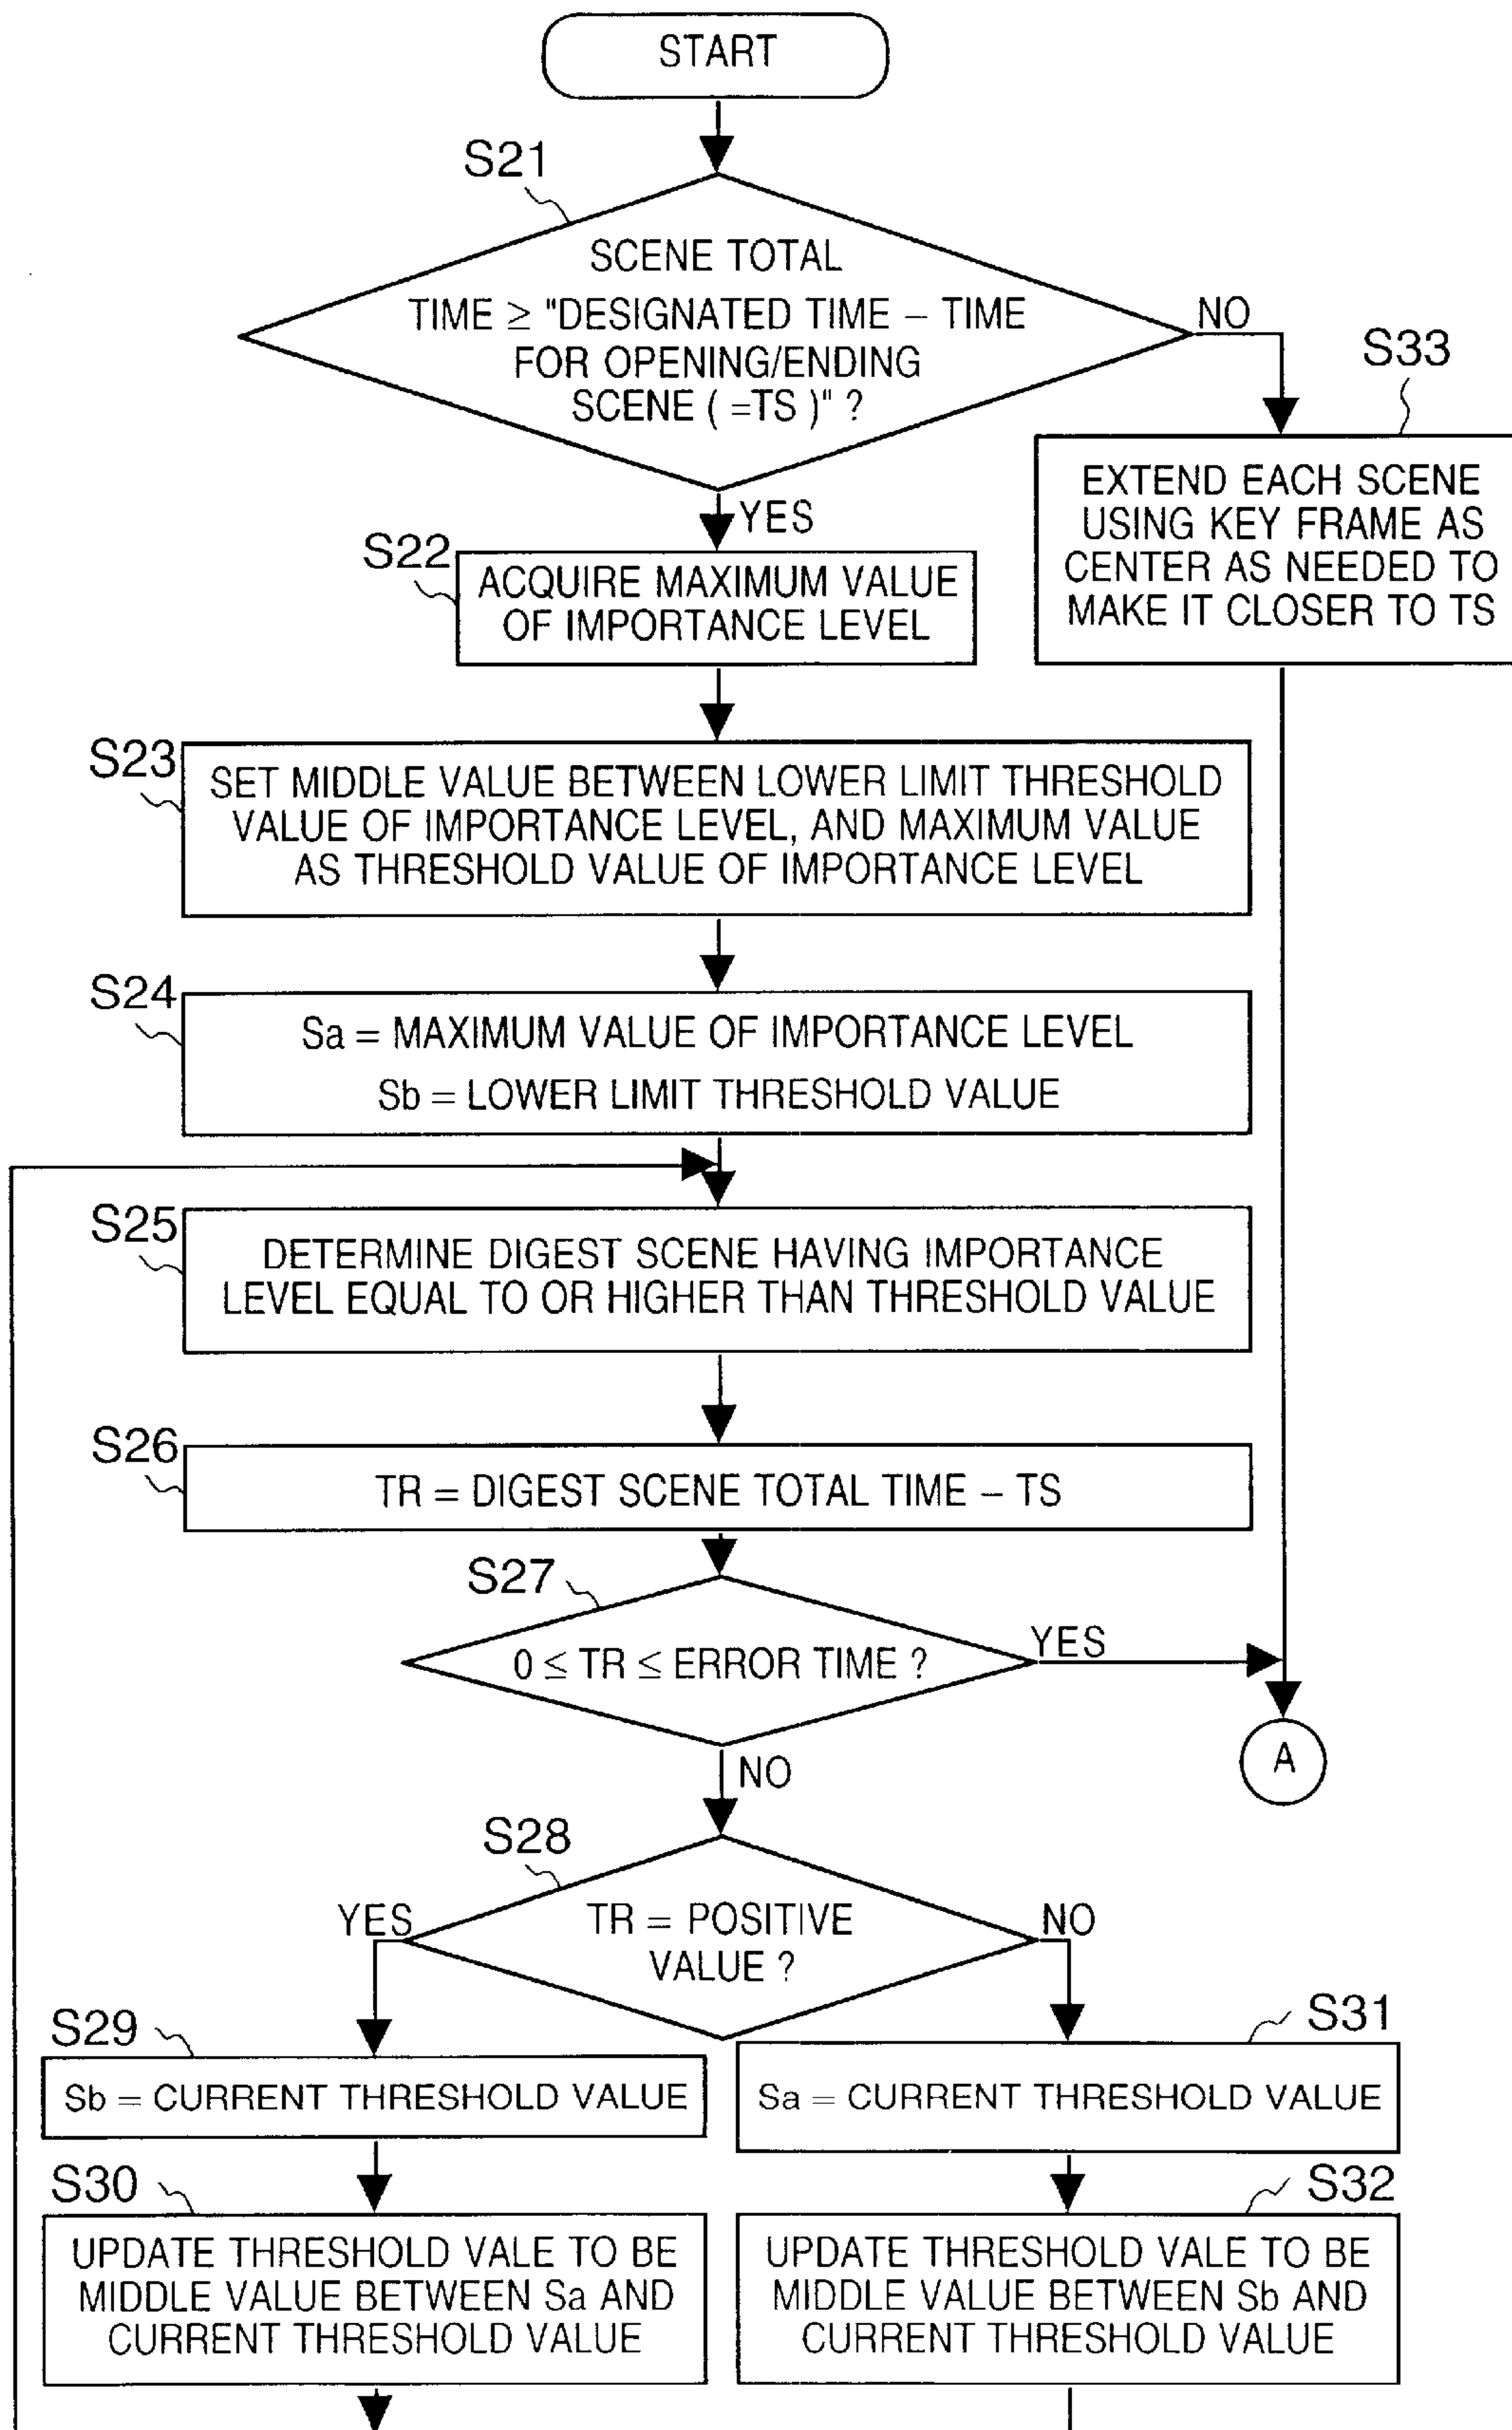 START
S21
SCENE TOTAL
TIME ≥ "DESIGNATED TIME – TIME
FOR OPENING/ENDING
SCENE ( =TS )" ?
NO
S33
EXTEND EACH SCENE
USING KEY FRAME AS
CENTER AS NEEDED TO
MAKE IT CLOSER TO TS
YES
S22
ACQUIRE MAXIMUM VALUE
OF IMPORTANCE LEVEL
S23
SET MIDDLE VALUE BETWEEN LOWER LIMIT THRESHOLD
VALUE OF IMPORTANCE LEVEL, AND MAXIMUM VALUE
AS THRESHOLD VALUE OF IMPORTANCE LEVEL
S24
Sa = MAXIMUM VALUE OF IMPORTANCE LEVEL
Sb = LOWER LIMIT THRESHOLD VALUE
S25
DETERMINE DIGEST SCENE HAVING IMPORTANCE
LEVEL EQUAL TO OR HIGHER THAN THRESHOLD VALUE
S26
TR = DIGEST SCENE TOTAL TIME – TS
S27
0 ≤ TR ≤ ERROR TIME ?
YES
A
NO
S28
TR = POSITIVE
VALUE ?
YES
NO
S29
Sb = CURRENT THRESHOLD VALUE
S31
Sa = CURRENT THRESHOLD VALUE
S30
UPDATE THRESHOLD VALE TO BE
MIDDLE VALUE BETWEEN Sa AND
CURRENT THRESHOLD VALUE
S32
UPDATE THRESHOLD VALE TO BE
MIDDLE VALUE BETWEEN Sb AND
CURRENT THRESHOLD VALUE